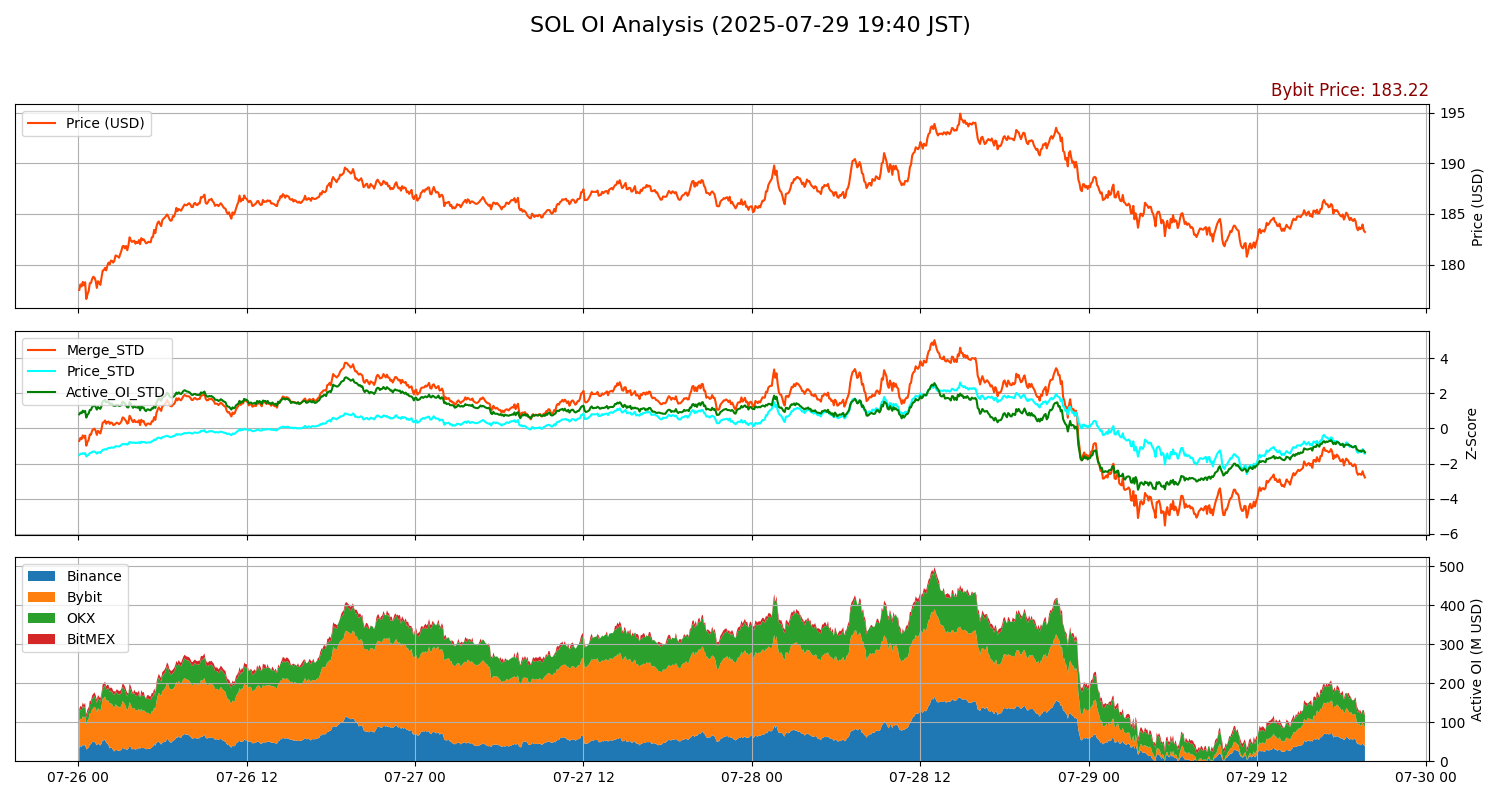 SOL OI Analysis (2025-07-29 19:40 JST)
Bybit Price: 183.22
Price (USD)
195
190
185
180
Price (USD)
Merge_STD
Price_STD
Active_OI_STD
4
2
0
−2
−4
−6
Z-Score
Binance
Bybit
OKX
BitMEX
500
400
300
200
100
0
Active OI (M USD)
07-26 00
07-26 12
07-27 00
07-27 12
07-28 00
07-28 12
07-29 00
07-29 12
07-30 00